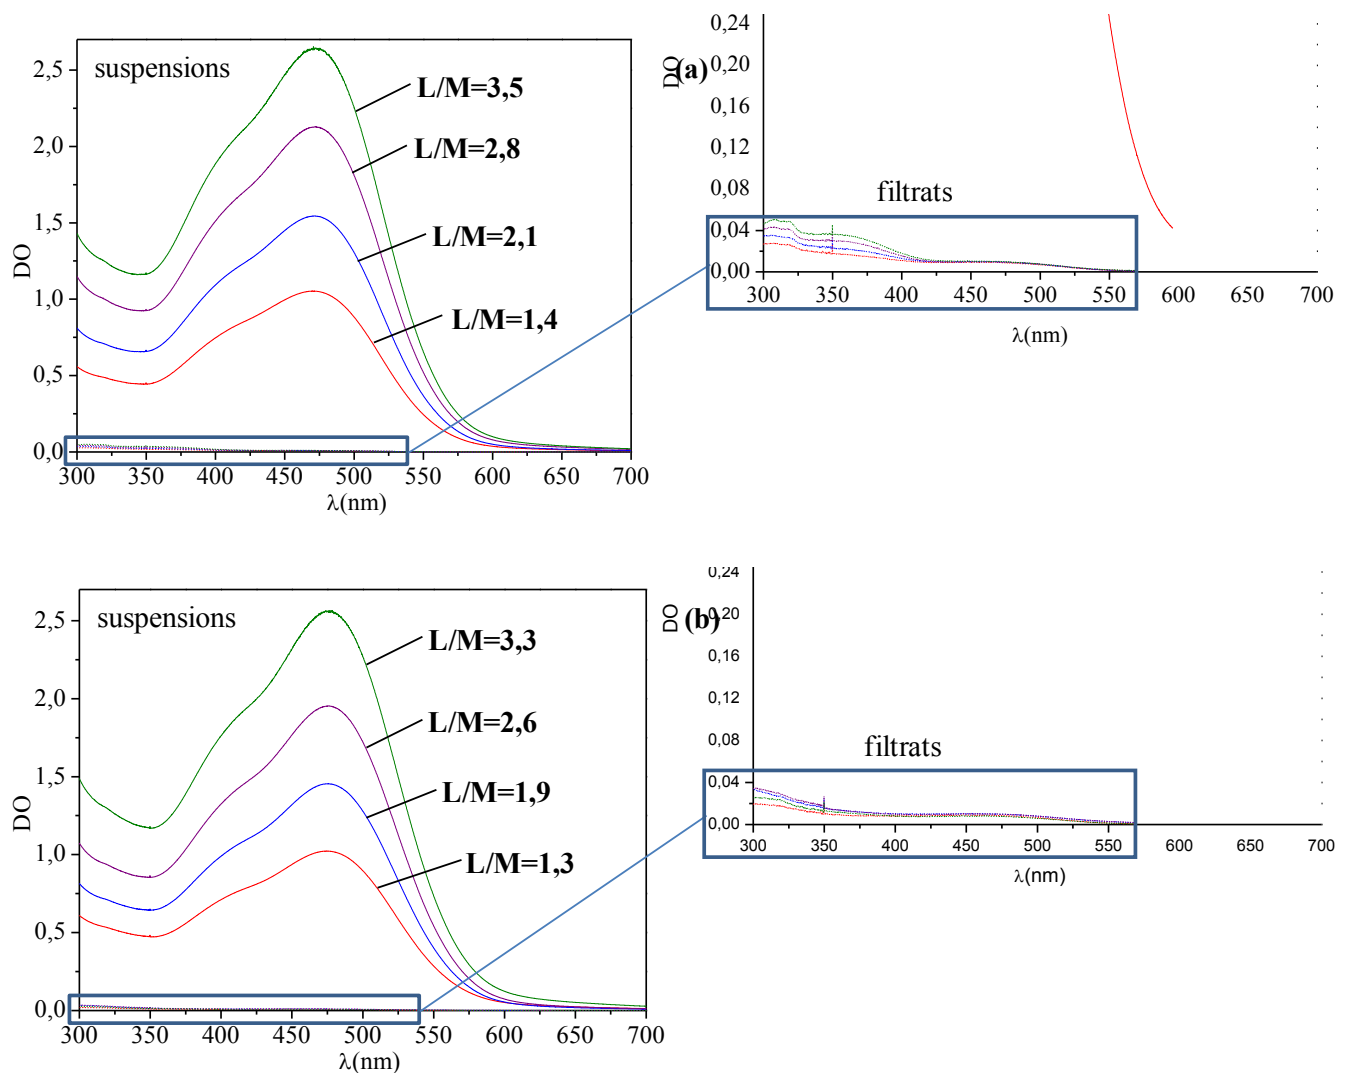 suspensions
L/M=3,5
L/M=2,8
L/M=2,1
L/M=1,4
DO
2,5
2,0
1,5
1,0
0,5
0,0
300 350 400 450 500 550 600 650 700
λ(nm)
(a)
DO
0,24
0,20
0,16
0,12
0,08
0,04
0,00
filtrats
300 350 400 450 500 550 600 650 700
λ(nm)
suspensions
L/M=3,3
L/M=2,6
L/M=1,9
L/M=1,3
DO
2,5
2,0
1,5
1,0
0,5
0,0
300 350 400 450 500 550 600 650 700
λ(nm)
(b)
DO
0,24
0,20
0,16
0,12
0,08
0,04
0,00
filtrats
300 350 400 450 500 550 600 650 700
λ(nm)